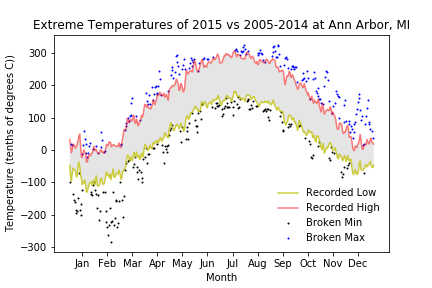 Extreme Temperatures of 2015 vs 2005-2014 at Ann Arbor, MI
Temperature (tenths of degrees C))
300
200
100
0
−100
−200
−300
Recorded Low
Recorded High
Broken Min
Broken Max
Jan Feb Mar Apr May Jun Jul Aug Sep Oct Nov Dec
Month